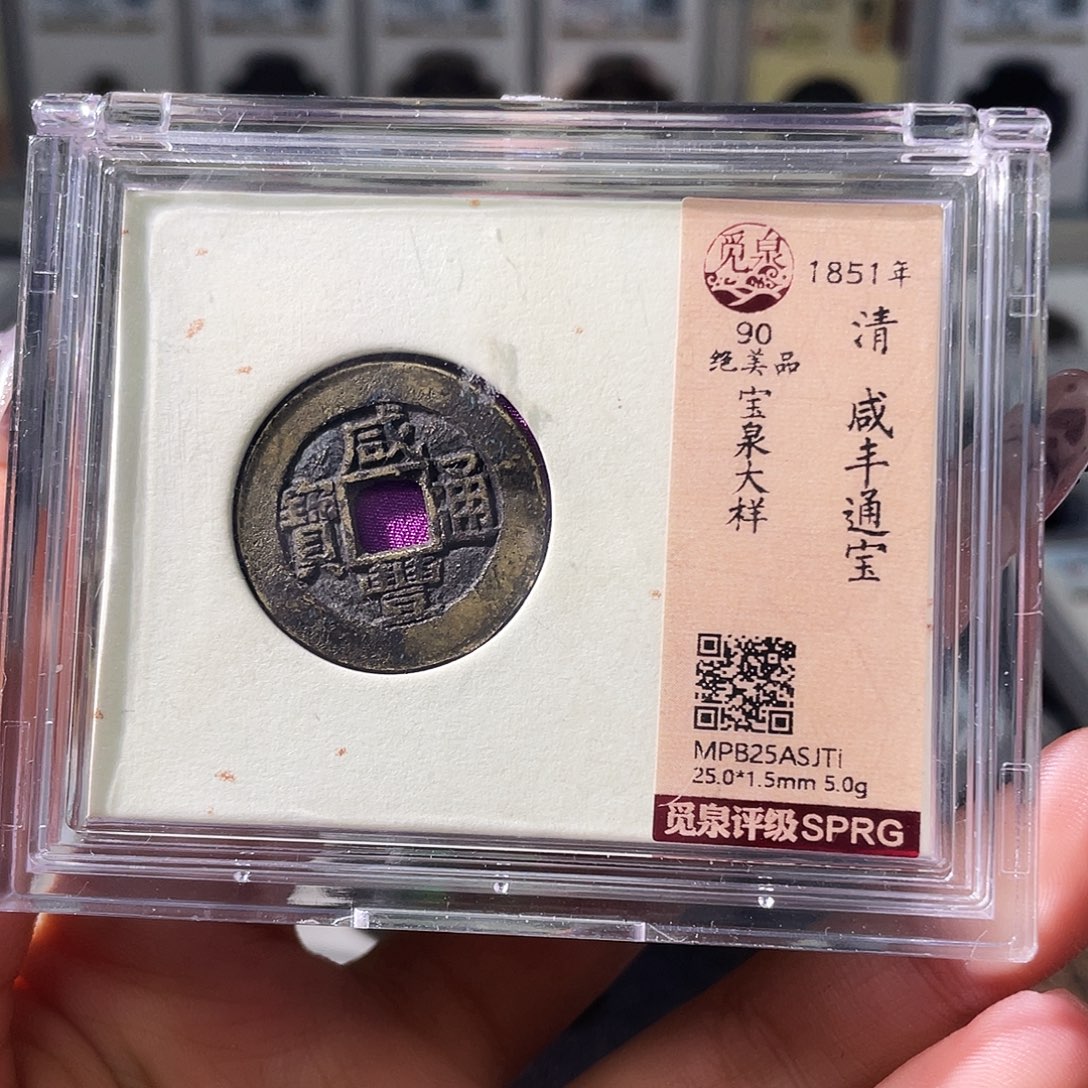 咸豐通寶
觅泉
1851年
清 咸丰通宝
90
绝美品
宝泉大样
MPB25ASJTi
25.0*1.5mm 5.0g
觅泉评级SPRG